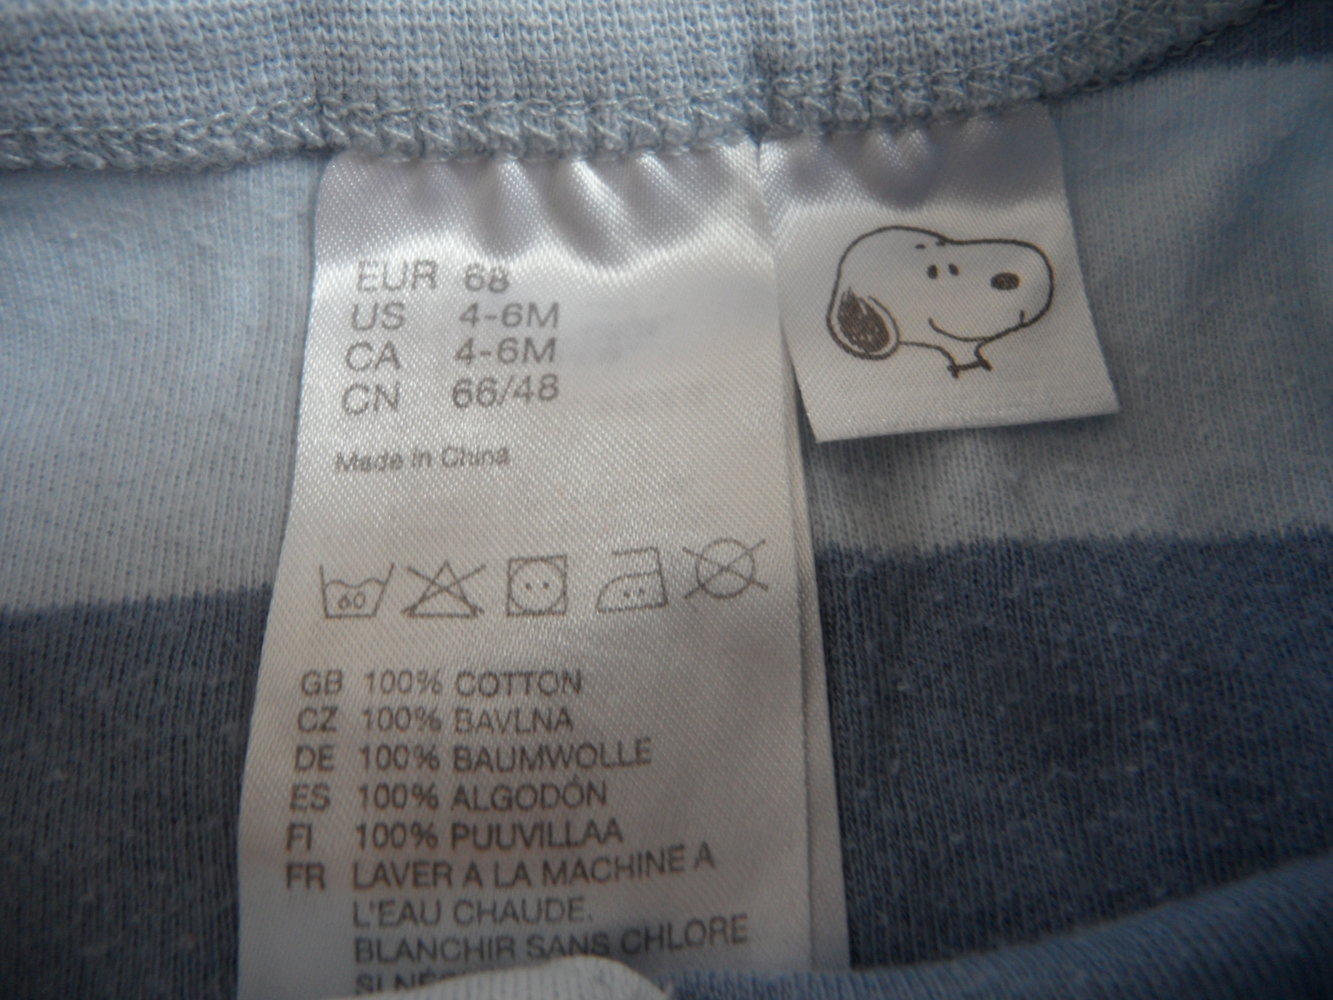 EUR 68
US 4-6M
CA 4-6M
CN 66/48
Made in China
60
GB 100% COTTON
CZ 100% BAVLNA
DE 100% BAUMWOLLE
ES 100% ALGODÓN
FI 100% PUUVILLAA
FR LAVER A LA MACHINE A
L'EAU CHAUDE.
BLANCHIR SANS CHLORE
SI